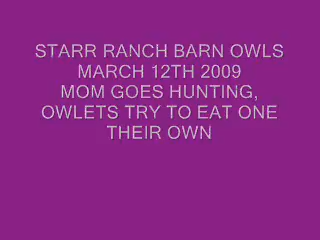 STARR RANCH BARN OWLS
MARCH 12TH 2009
MOM GOES HUNTING,
OWLETS TRY TO EAT ONE
THEIR OWN